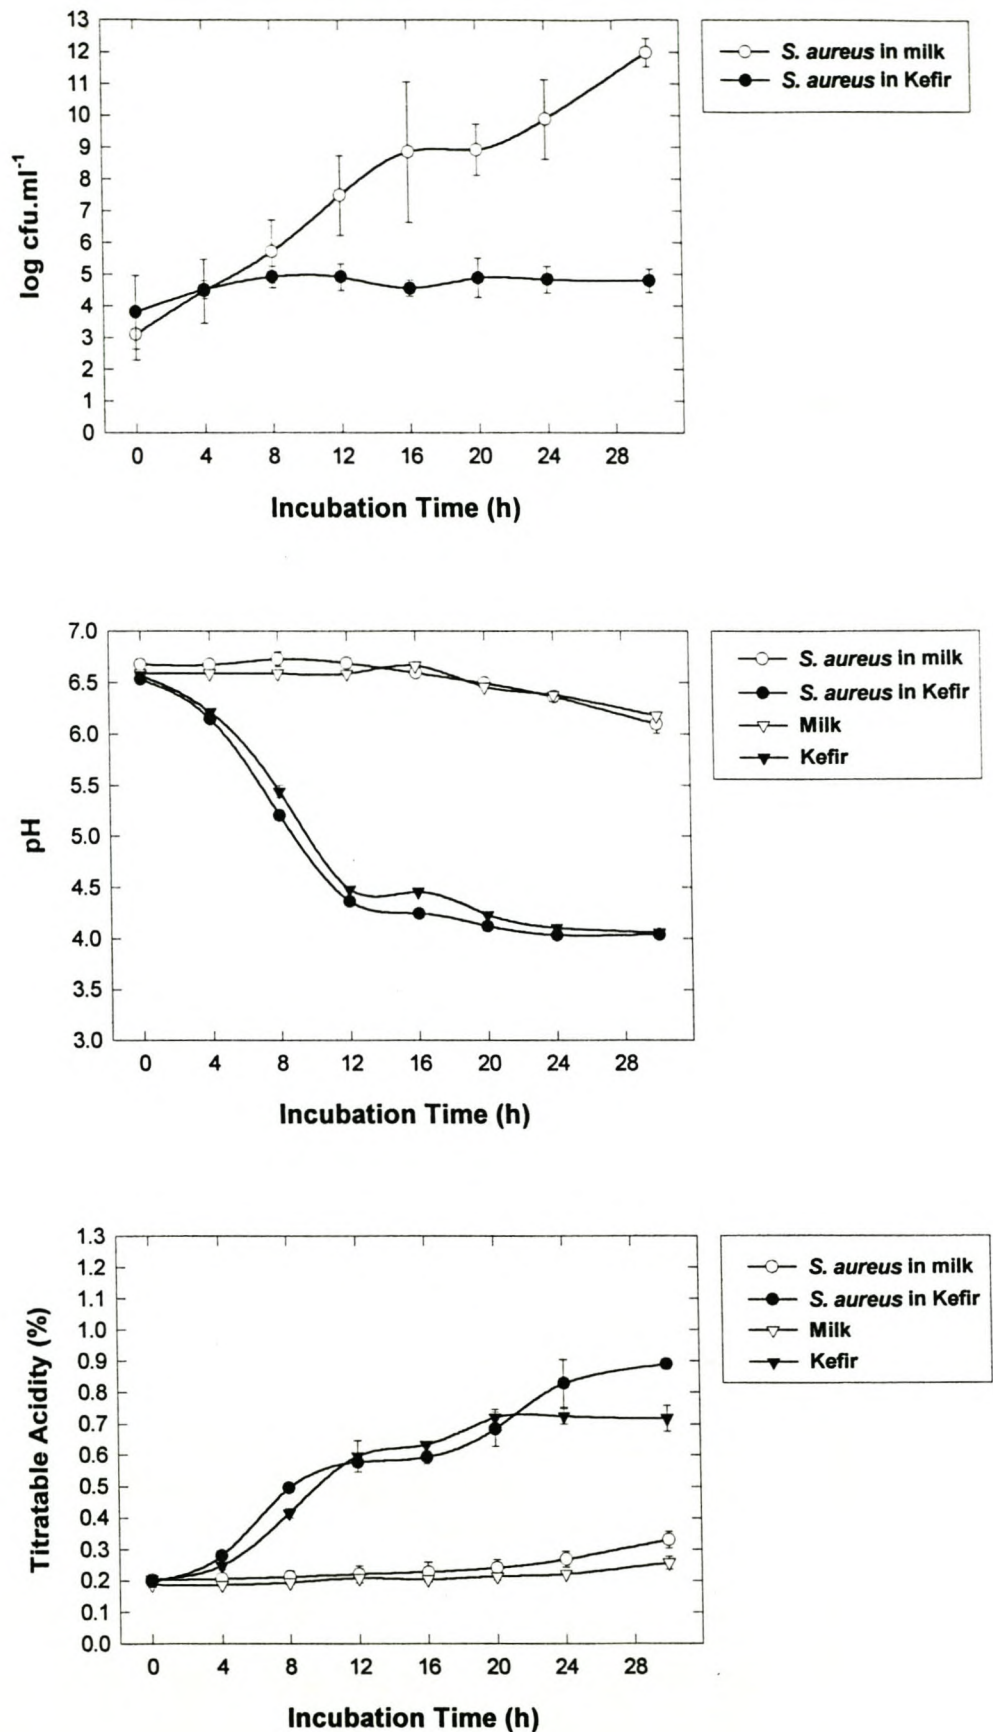 13
12
11
10
9
8
7
6
5
4
3
2
1
0
log cfu.ml-1
0 4 8 12 16 20 24 28
Incubation Time (h)
S. aureus in milk
S. aureus in Kefir
7.0
6.5
6.0
5.5
5.0
4.5
4.0
3.5
3.0
pH
0 4 8 12 16 20 24 28
Incubation Time (h)
S. aureus in milk
S. aureus in Kefir
Milk
Kefir
1.3
1.2
1.1
1.0
0.9
0.8
0.7
0.6
0.5
0.4
0.3
0.2
0.1
0.0
Titratable Acidity (%)
0 4 8 12 16 20 24 28
Incubation Time (h)
S. aureus in milk
S. aureus in Kefir
Milk
Kefir